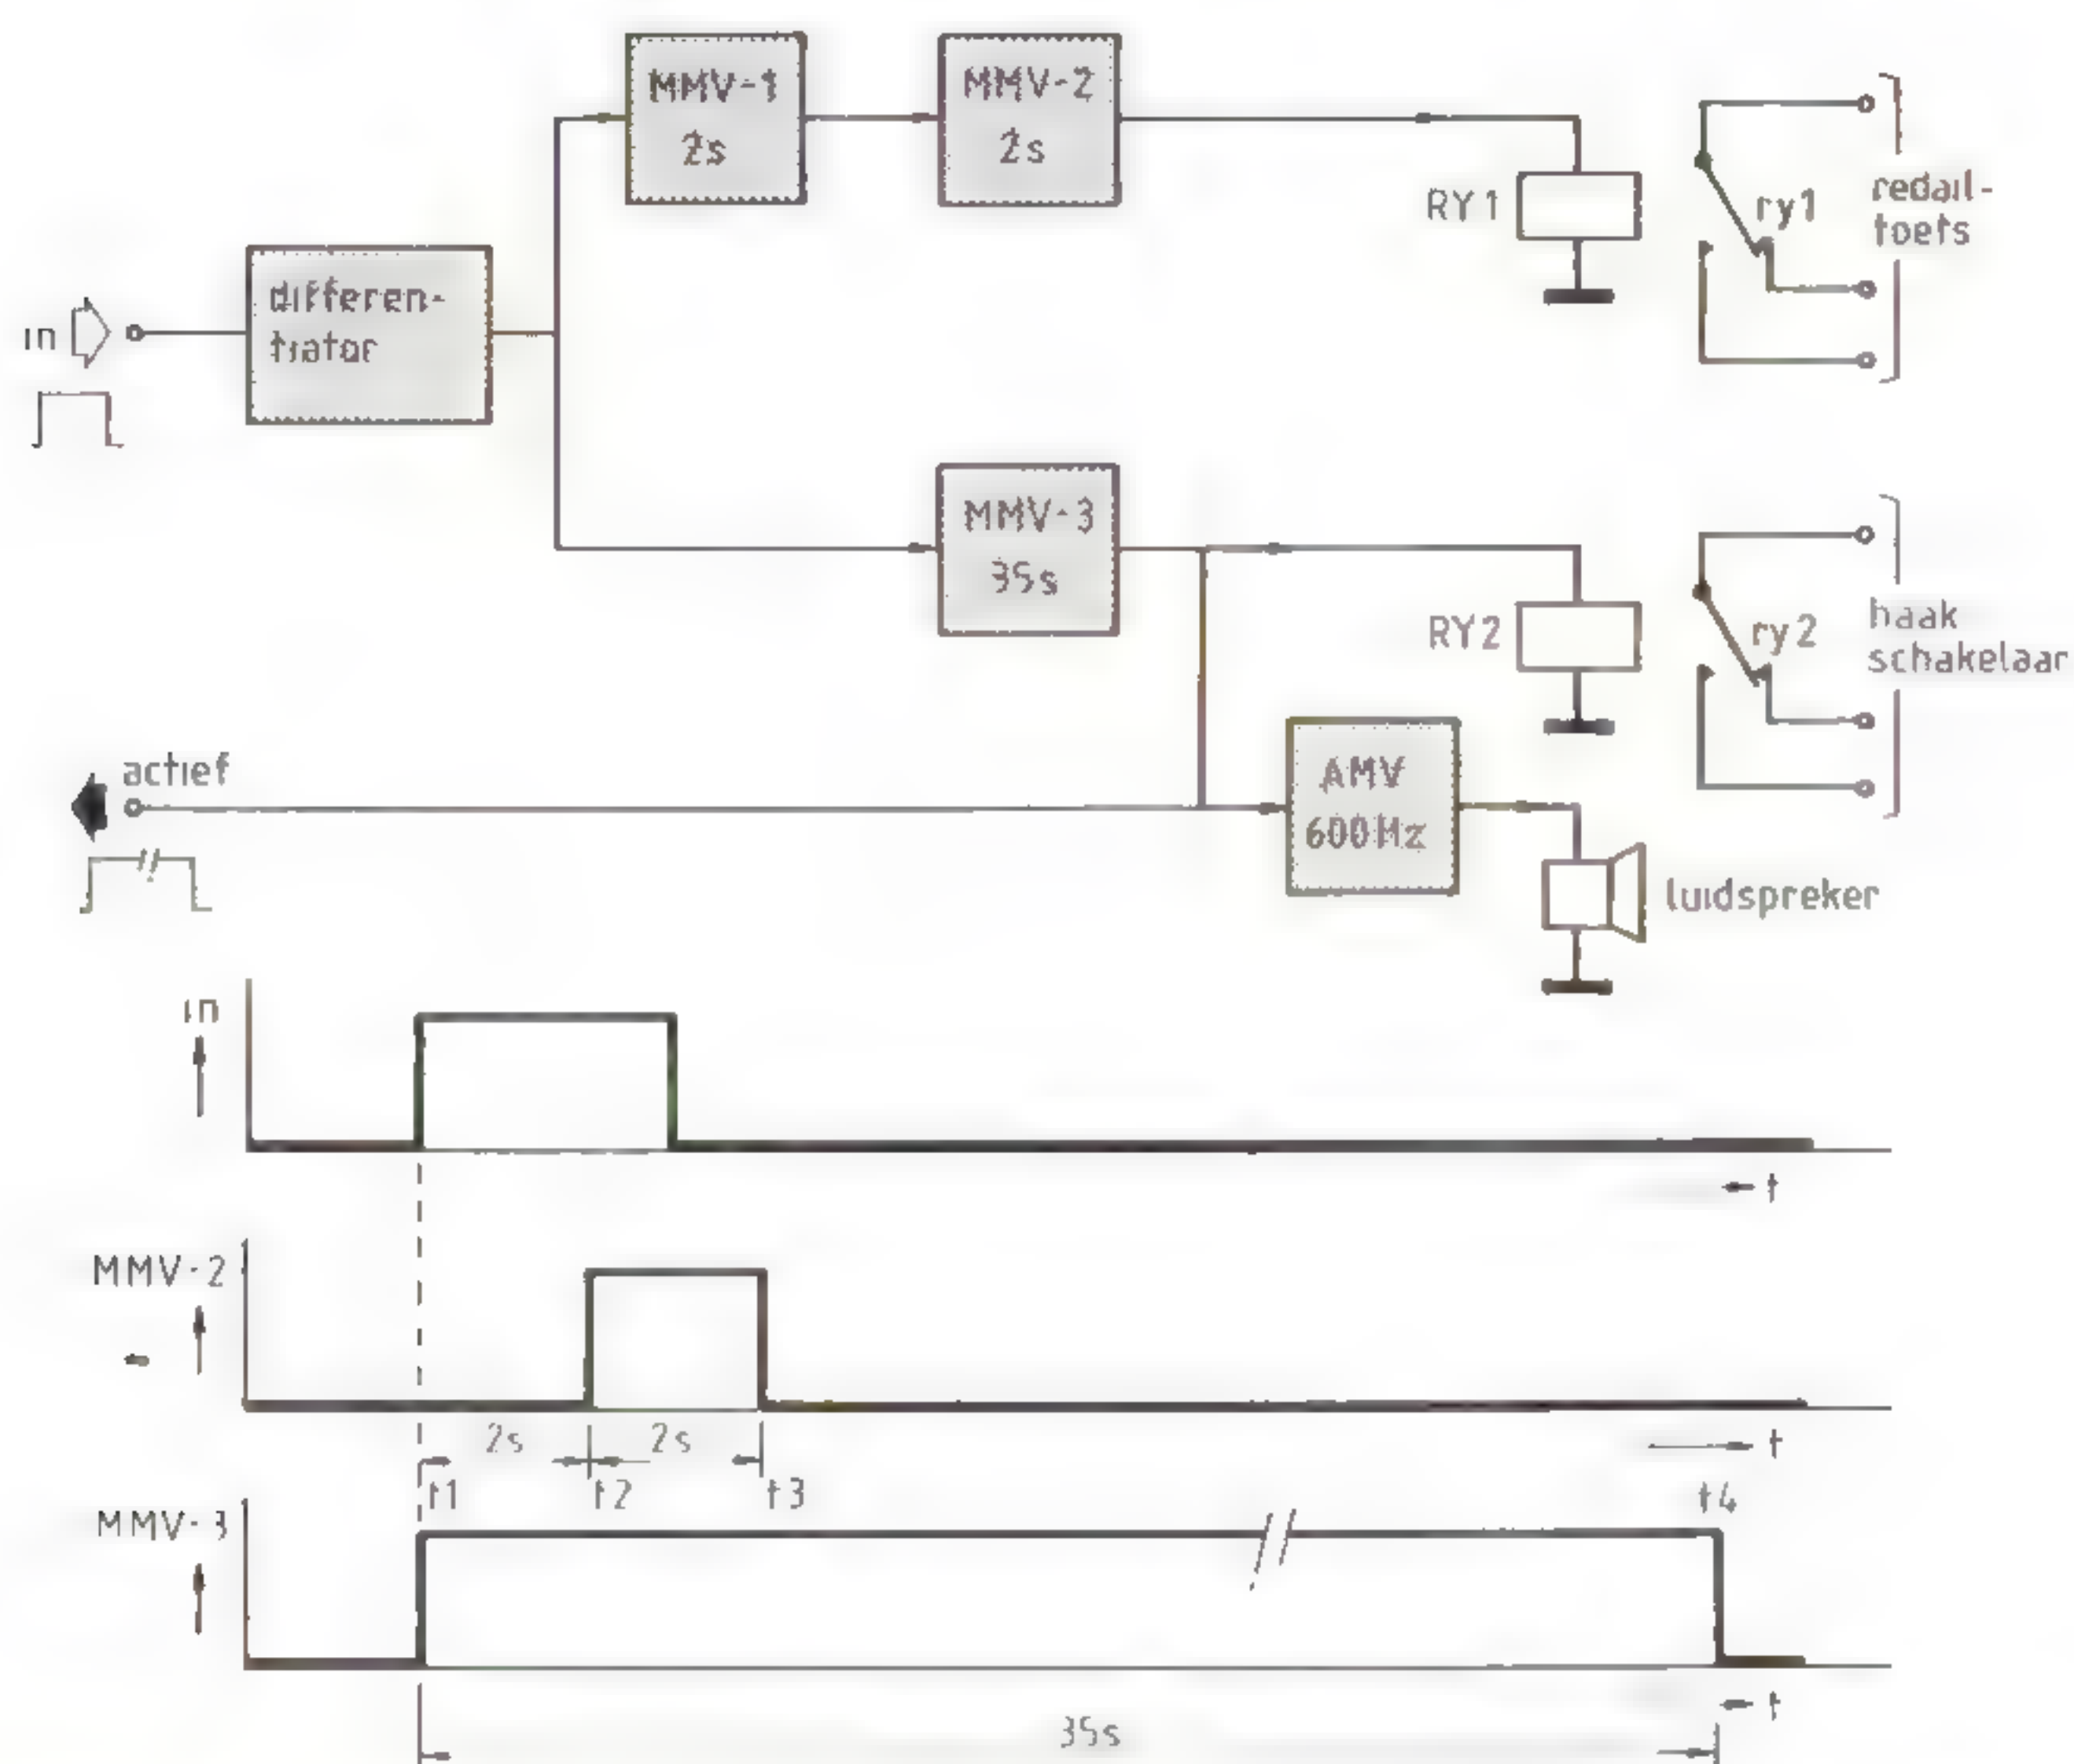 MMV-1
2s
MMV-2
2s
RY1
ry1
redail-
toets
in
differen-
tiator
MMV-3
35s
RY2
ry2
haak
schakelaar
actief
AMV
600Hz
luidspreker
in
t
MMV-2
2s
2s
t
t1
t2
t3
t4
MMV-3
t
35s